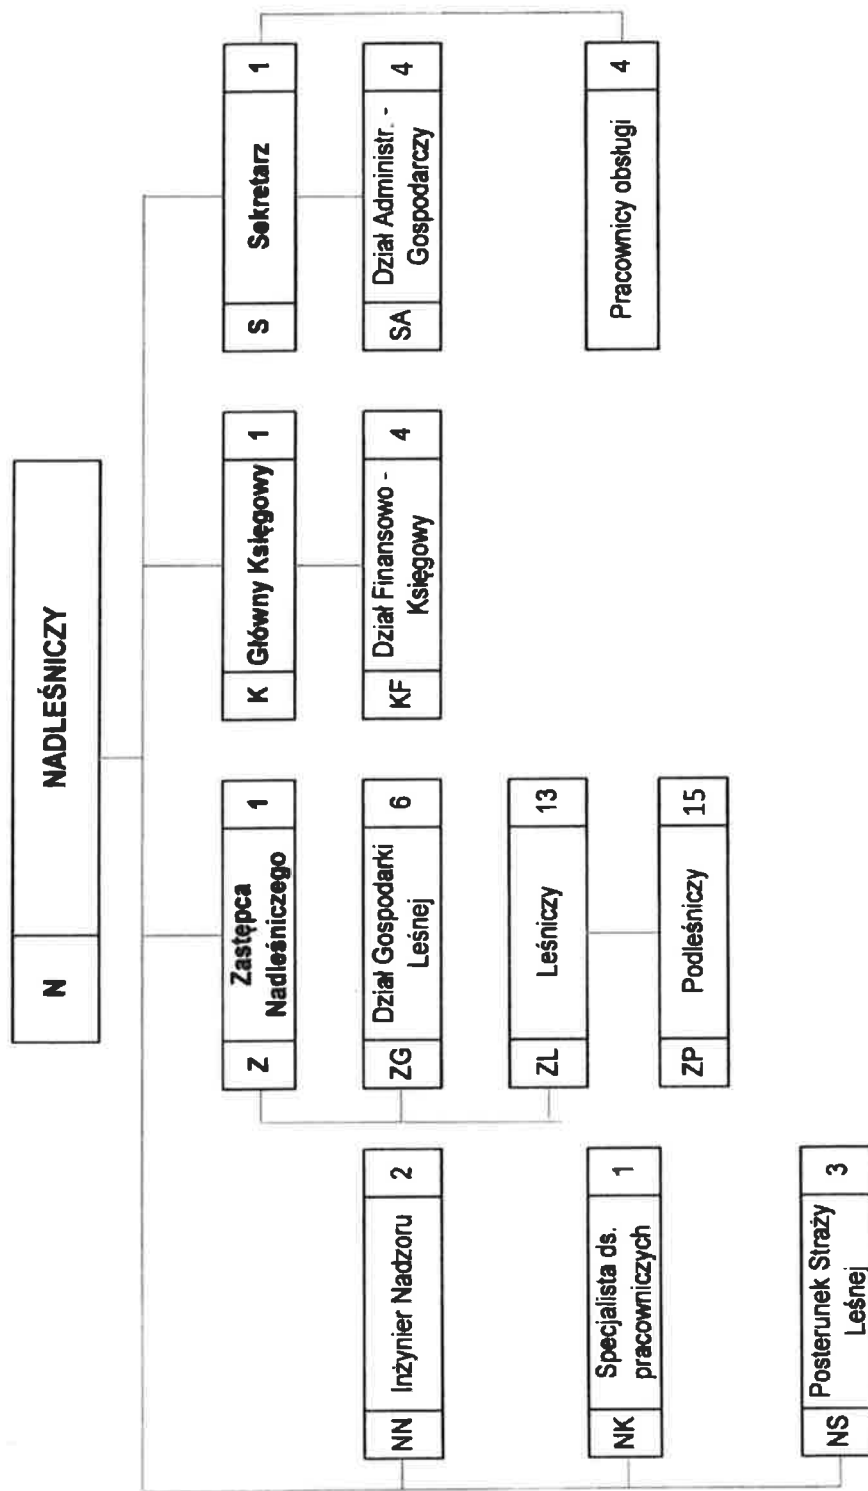 N
NADLEŚNICZY
Z
Zastępca
Nadleśniczego
1
K
Główny Księgowy
1
S
Sekretarz
1
NN
Inżynier Nadzoru
2
ZG
Dział Gospodarki
Leśnej
6
KF
Dział Finansowo -
Księgowy
4
SA
Dział Administr. -
Gospodarczy
4
ZL
Leśniczy
13
NK
Specjalista ds.
pracowniczych
1
Pracownicy obsługi
4
ZP
Podleśniczy
15
NS
Posterunek Straży
Leśnej
3